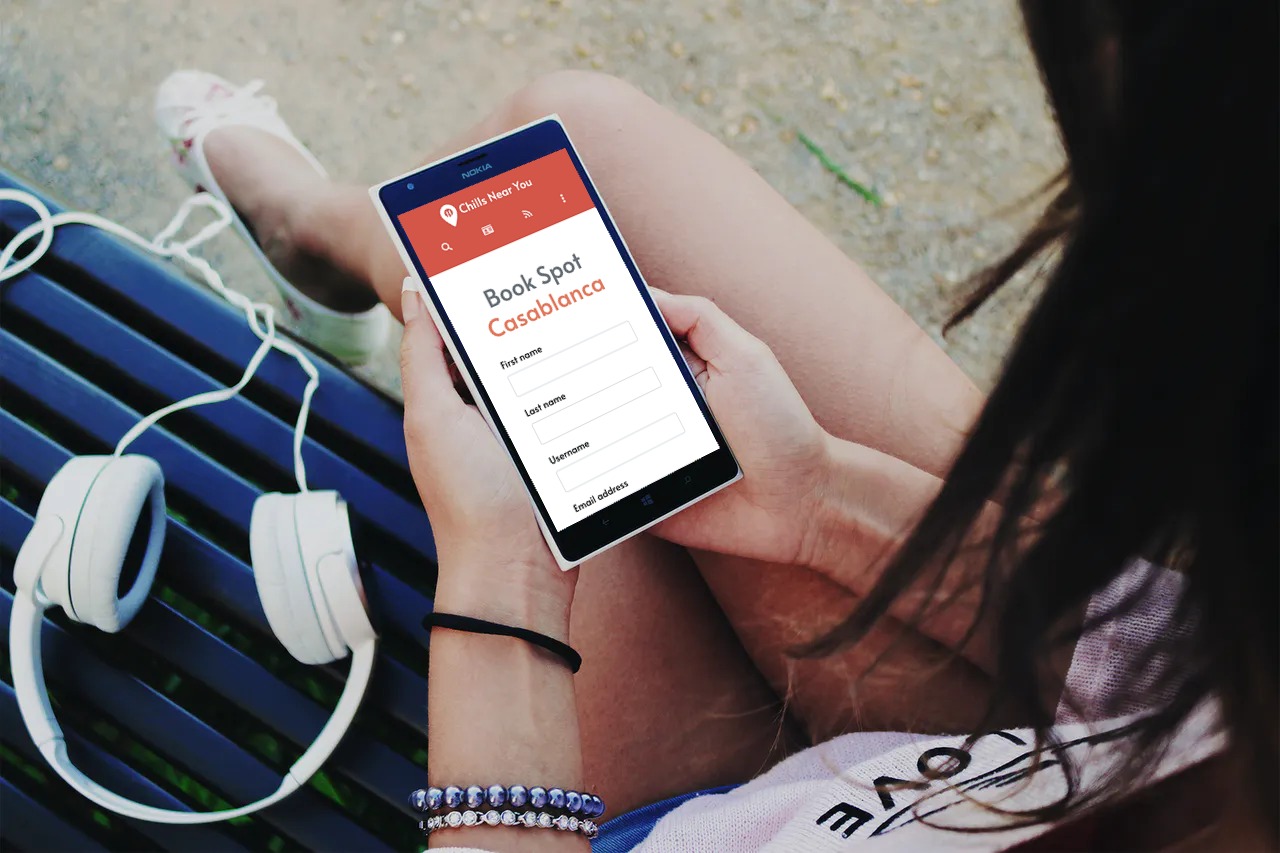 NOKIA
Chills Near You
Book Spot
Casablanca
First name
Last name
Username
Email address
LOVE